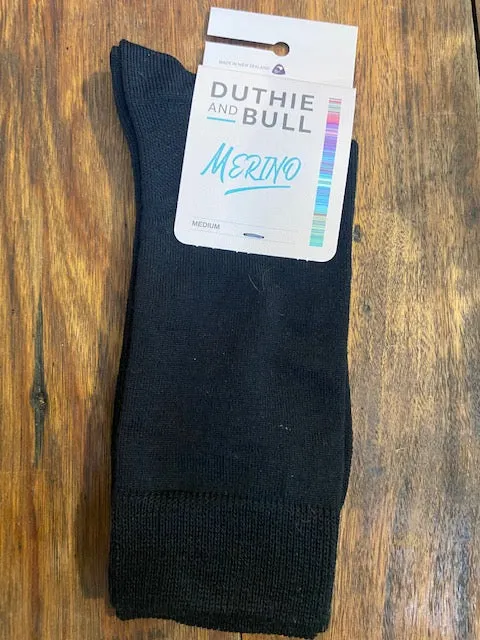 MADE IN NEW ZEALAND
DUTHIE
AND BULL
MERINO
MEDIUM